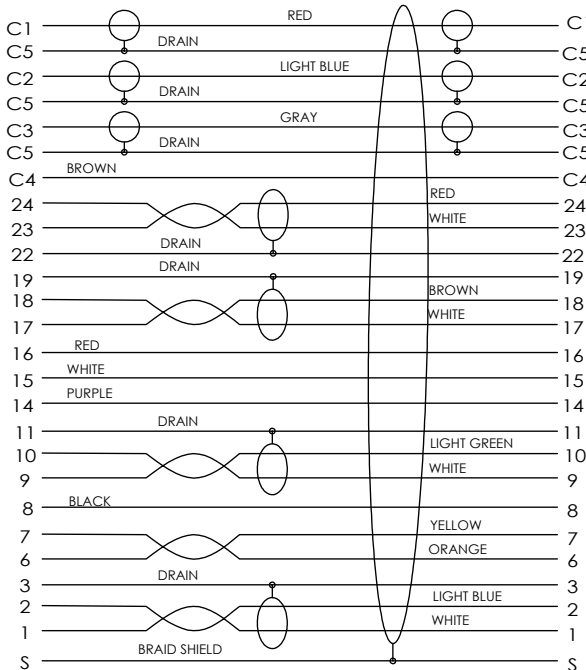 C1 RED C
C5 DRAIN C5
C2 LIGHT BLUE C2
C5 DRAIN C5
C3 GRAY C3
C5 DRAIN C5
C4 BROWN C4
24 RED 24
23 WHITE 23
22 DRAIN 22
19 DRAIN 19
18 BROWN 18
17 WHITE 17
16 RED 16
15 WHITE 15
14 PURPLE 14
11 DRAIN 11
10 LIGHT GREEN 10
9 WHITE 9
8 BLACK 8
7 YELLOW 7
6 ORANGE 6
3 DRAIN 3
2 LIGHT BLUE 2
1 WHITE 1
S BRAID SHIELD S